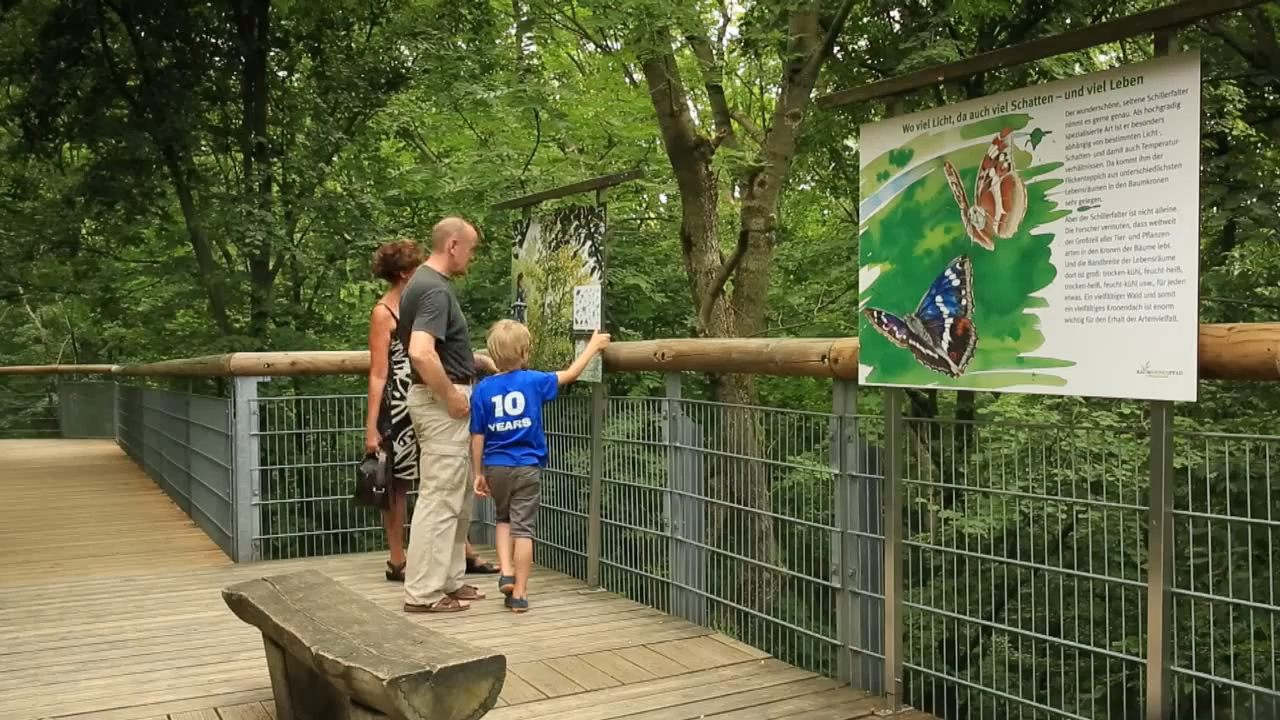 Wo viel Licht, da auch viel Schatten – und viel Leben
Der wunderschöne, seltene Schillerfalter
nimmt es gerne genau. Als hochgradig
spezialisierte Art ist er besonders
abhängig von bestimmten Licht-,
Schatten- und damit auch Temperatur-
verhältnissen. Da kommt ihm der
Flickenteppich aus unterschiedlichsten
Lebensräumen in den Baumkronen
sehr gelegen.
Aber der Schillerfalter ist nicht alleine.
Die Forscher vermuten, dass weltweit
der Großteil aller Tier- und Pflanzen-
arten in den Kronen der Bäume lebt.
Und die Bandbreite der Lebensräume
dort ist groß: trocken-kühl, feucht-heiß,
trocken-heiß, feucht-kühl usw., für jeden
etwas. Ein vielfältiger Wald und somit
ein vielfältiges Kronendach ist enorm
wichtig für den Erhalt der Artenvielfalt.
BAUMKRONENPFAD
10
YEARS